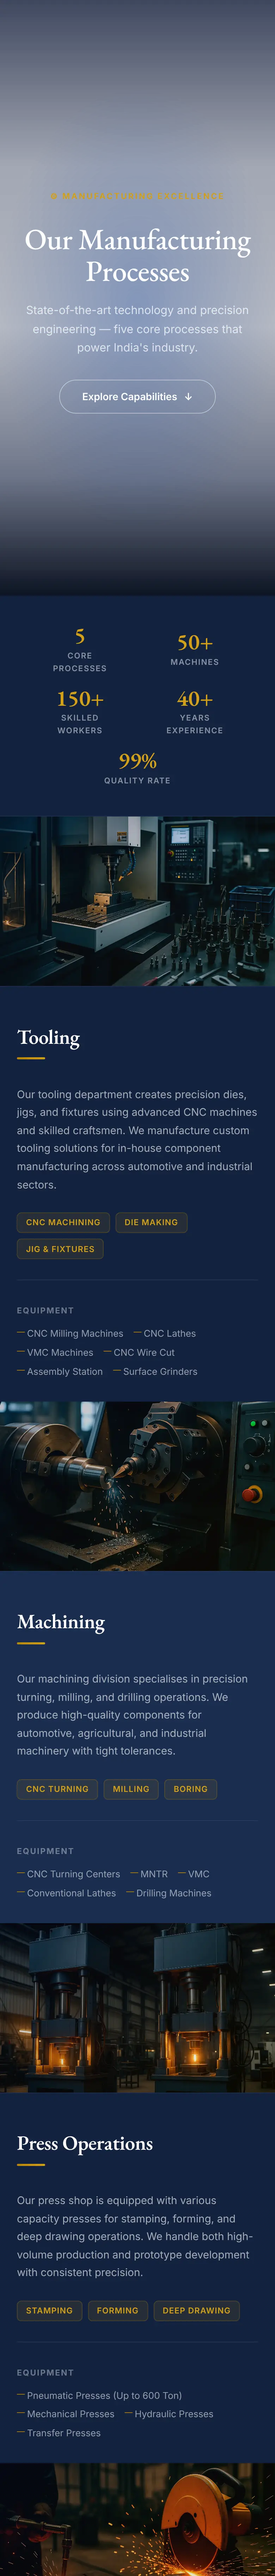 MANUFACTURING EXCELLENCE
Our Manufacturing
Processes
State-of-the-art technology and precision
engineering — five core processes that
power India's industry.
Explore Capabilities ↓
5
CORE
PROCESSES
50+
MACHINES
150+
SKILLED
WORKERS
40+
YEARS
EXPERIENCE
99%
QUALITY RATE
Tooling
Our tooling department creates precision dies,
jigs, and fixtures using advanced CNC machines
and skilled craftsmen. We manufacture custom
tooling solutions for in-house component
manufacturing across automotive and industrial
sectors.
CNC MACHINING DIE MAKING
JIG & FIXTURES
EQUIPMENT
— CNC Milling Machines — CNC Lathes
— VMC Machines — CNC Wire Cut
— Assembly Station — Surface Grinders
Machining
Our machining division specialises in precision
turning, milling, and drilling operations. We
produce high-quality components for
automotive, agricultural, and industrial
machinery with tight tolerances.
CNC TURNING MILLING BORING
EQUIPMENT
— CNC Turning Centers — MNTR — VMC
— Conventional Lathes — Drilling Machines
Press Operations
Our press shop is equipped with various
capacity presses for stamping, forming, and
deep drawing operations. We handle both high-
volume production and prototype development
with consistent precision.
STAMPING FORMING DEEP DRAWING
EQUIPMENT
— Pneumatic Presses (Up to 600 Ton)
— Mechanical Presses — Hydraulic Presses
— Transfer Presses